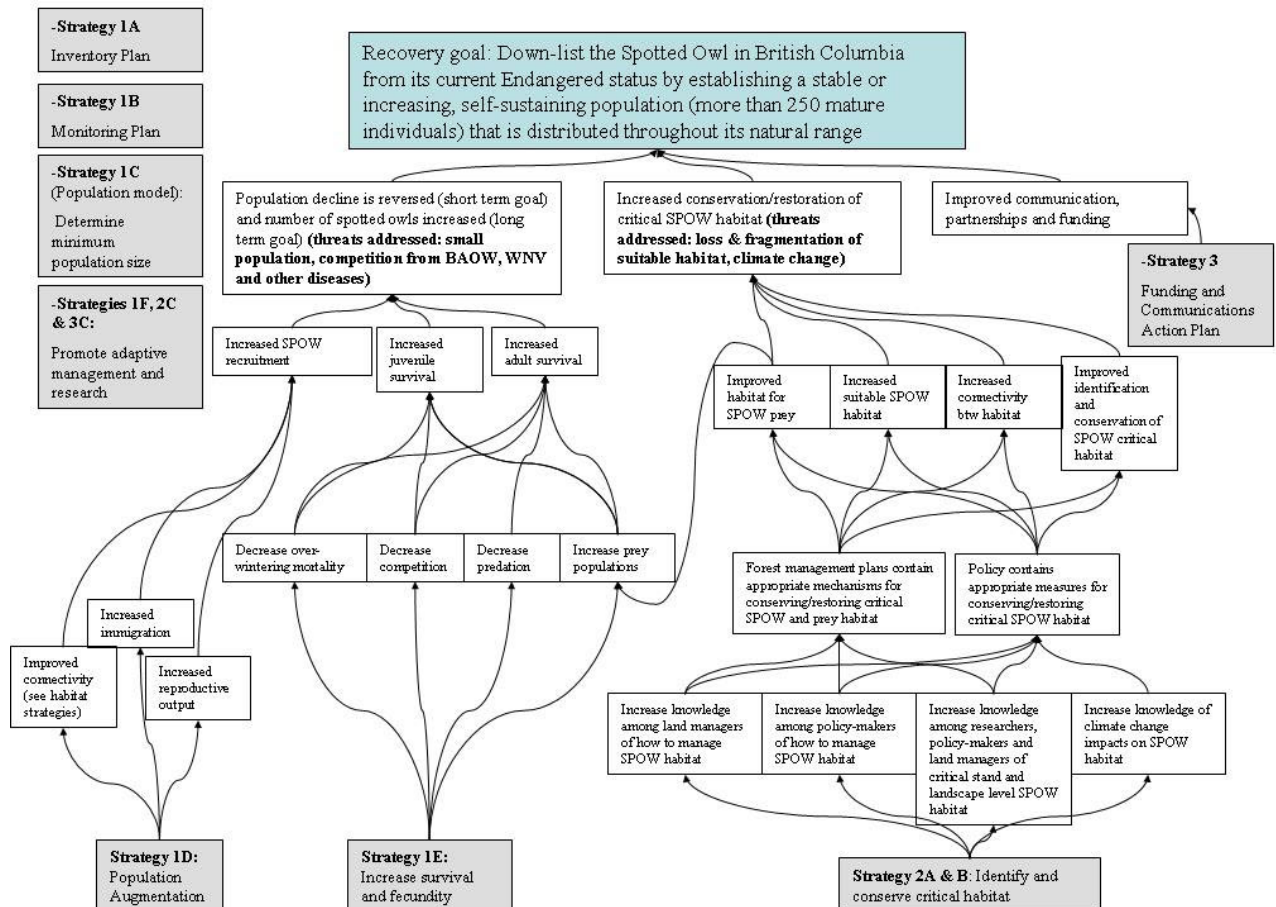 -Strategy 1A
Inventory Plan
-Strategy 1B
Monitoring Plan
-Strategy 1C
(Population model):
Determine
minimum
population size
-Strategies 1F, 2C
& 3C:
Promote adaptive
management and
research
Recovery goal: Down-list the Spotted Owl in British Columbia
from its current Endangered status by establishing a stable or
increasing, self-sustaining population (more than 250 mature
individuals) that is distributed throughout its natural range
Population decline is reversed (short term goal)
and number of spotted owls increased (long
term goal) (threats addressed: small
population, competition from BAOW, WNV
and other diseases)
Increased conservation/restoration of
critical SPOW habitat (threats
addressed: loss & fragmentation of
suitable habitat, climate change)
Improved communication,
partnerships and funding
-Strategy 3
Funding and
Communications
Action Plan
Increased SPOW
recruitment
Increased
juvenile
survival
Increased
adult survival
Improved
habitat for
SPOW prey
Increased
suitable SPOW
habitat
Increased
connectivity
btw habitat
Improved
identification
and
conservation of
SPOW critical
habitat
Decrease over-
wintering mortality
Decrease
competition
Decrease
predation
Increase prey
populations
Forest management plans contain
appropriate mechanisms for
conserving/restoring critical
SPOW and prey habitat
Policy contains
appropriate measures for
conserving/restoring
critical SPOW habitat
Increased
immigration
Improved
connectivity
(see habitat
strategies)
Increased
reproductive
output
Increase knowledge
among land managers
of how to manage
SPOW habitat
Increase knowledge
among policy-makers
of how to manage
SPOW habitat
Increase knowledge
among researchers,
policy-makers and
land managers of
critical stand and
landscape level SPOW
habitat
Increase knowledge of
climate change
impacts on SPOW
habitat
Strategy 1D:
Population
Augmentation
Strategy 1E:
Increase survival
and fecundity
Strategy 2A & B: Identify and
conserve critical habitat